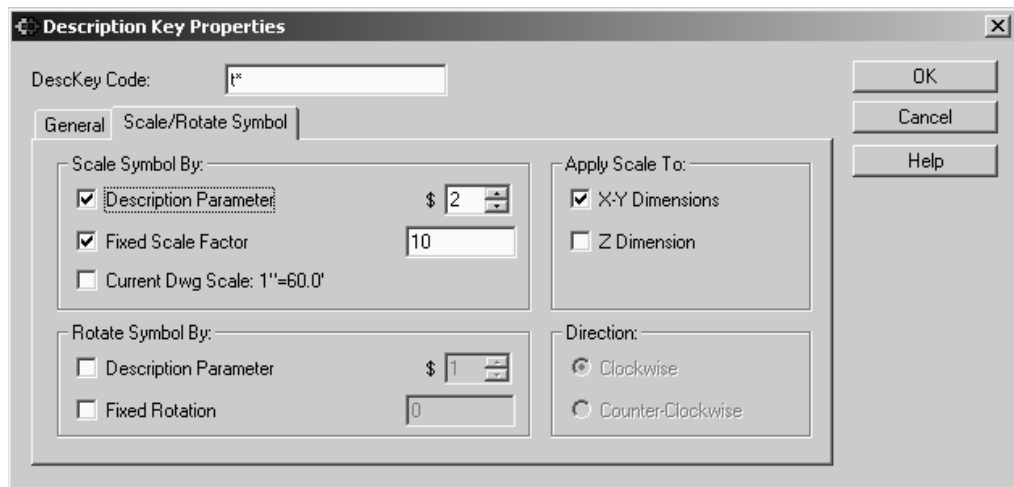 Description Key Properties
DescKey Code: t*
OK
General Scale/Rotate Symbol
Cancel
Scale Symbol By:
Apply Scale To:
Help
Description Parameter $ 2
X-Y Dimensions
Fixed Scale Factor 10
Z Dimension
Current Dwg Scale: 1"=60.0'
Rotate Symbol By:
Direction:
Description Parameter $ 1
Clockwise
Fixed Rotation 0
Counter-Clockwise